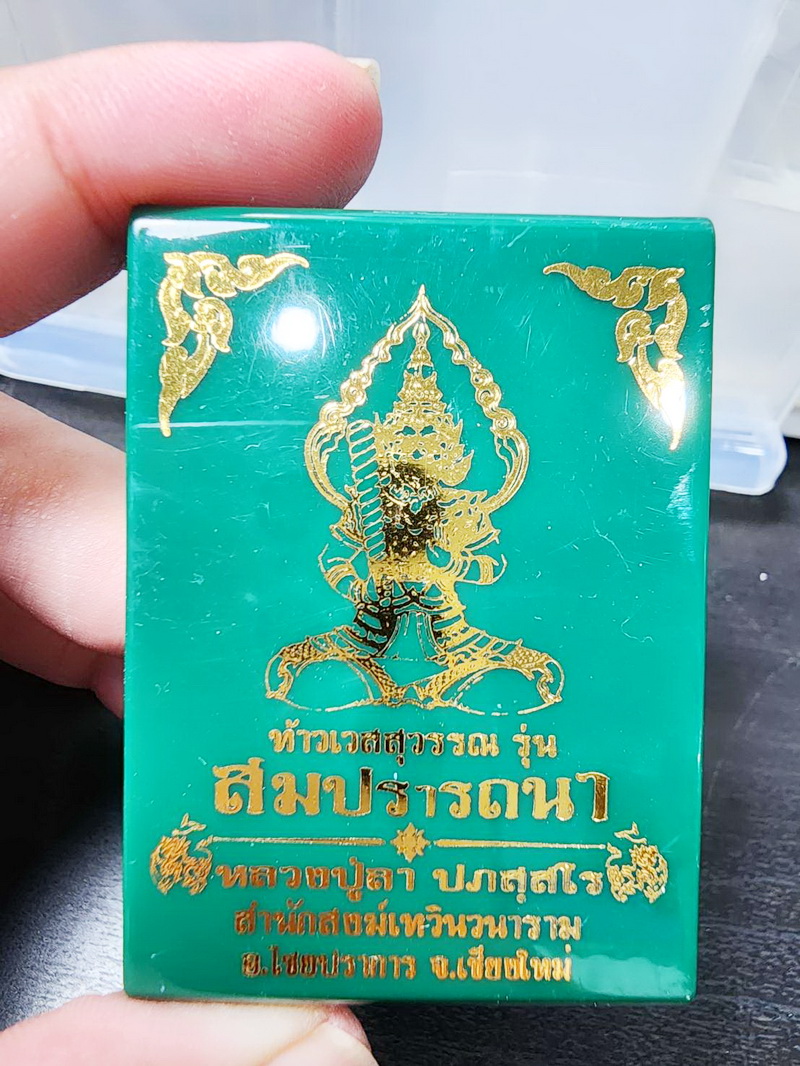 ท้าวเวสสุวรรณ รุ่น
สมปรารถนา
หลวงปู่ลา ปภสฺสโร
สำนักสงฆ์เทวินวนาราม
อ.ไชยปราการ จ.เชียงใหม่